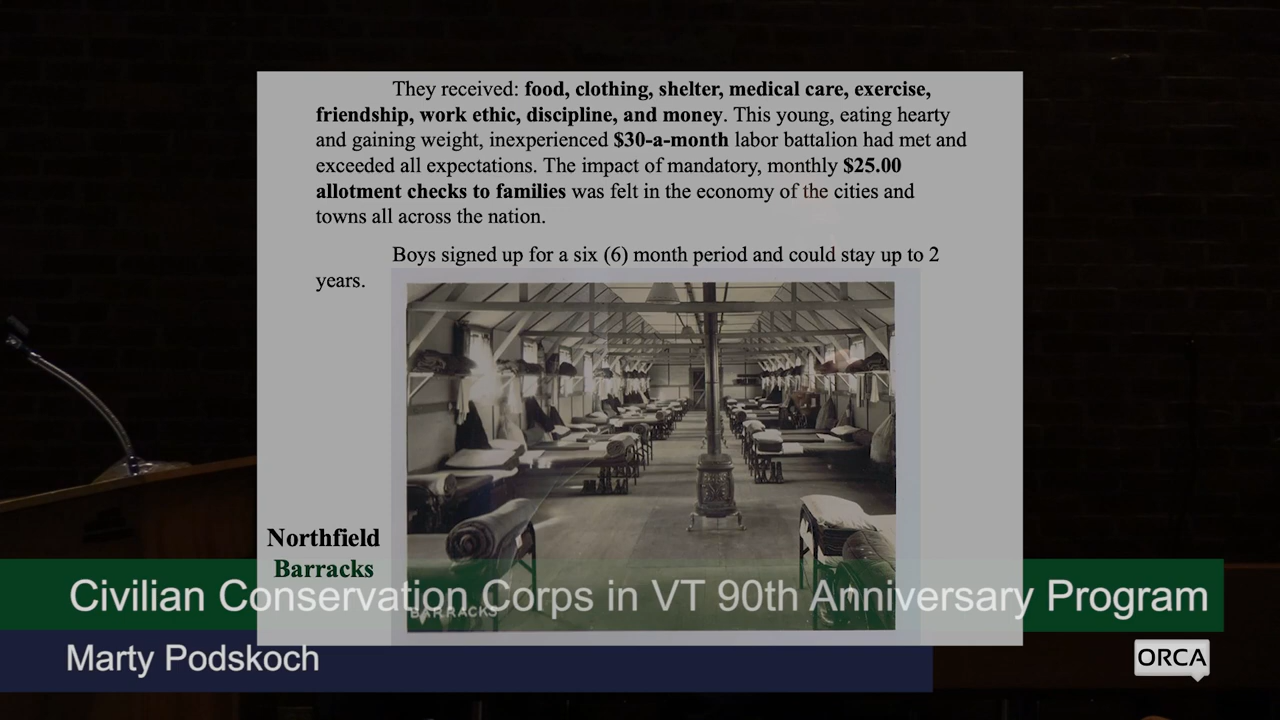 They received: food, clothing, shelter, medical care, exercise,
friendship, work ethic, discipline, and money. This young, eating hearty
and gaining weight, inexperienced $30-a-month labor battalion had met and
exceeded all expectations. The impact of mandatory, monthly $25.00
allotment checks to families was felt in the economy of the cities and
towns all across the nation.
Boys signed up for a six (6) month period and could stay up to 2
years.
Northfield
Barracks
BARRACKS
Civilian Conservation Corps in VT 90th Anniversary Program
Marty Podskoch
ORCA